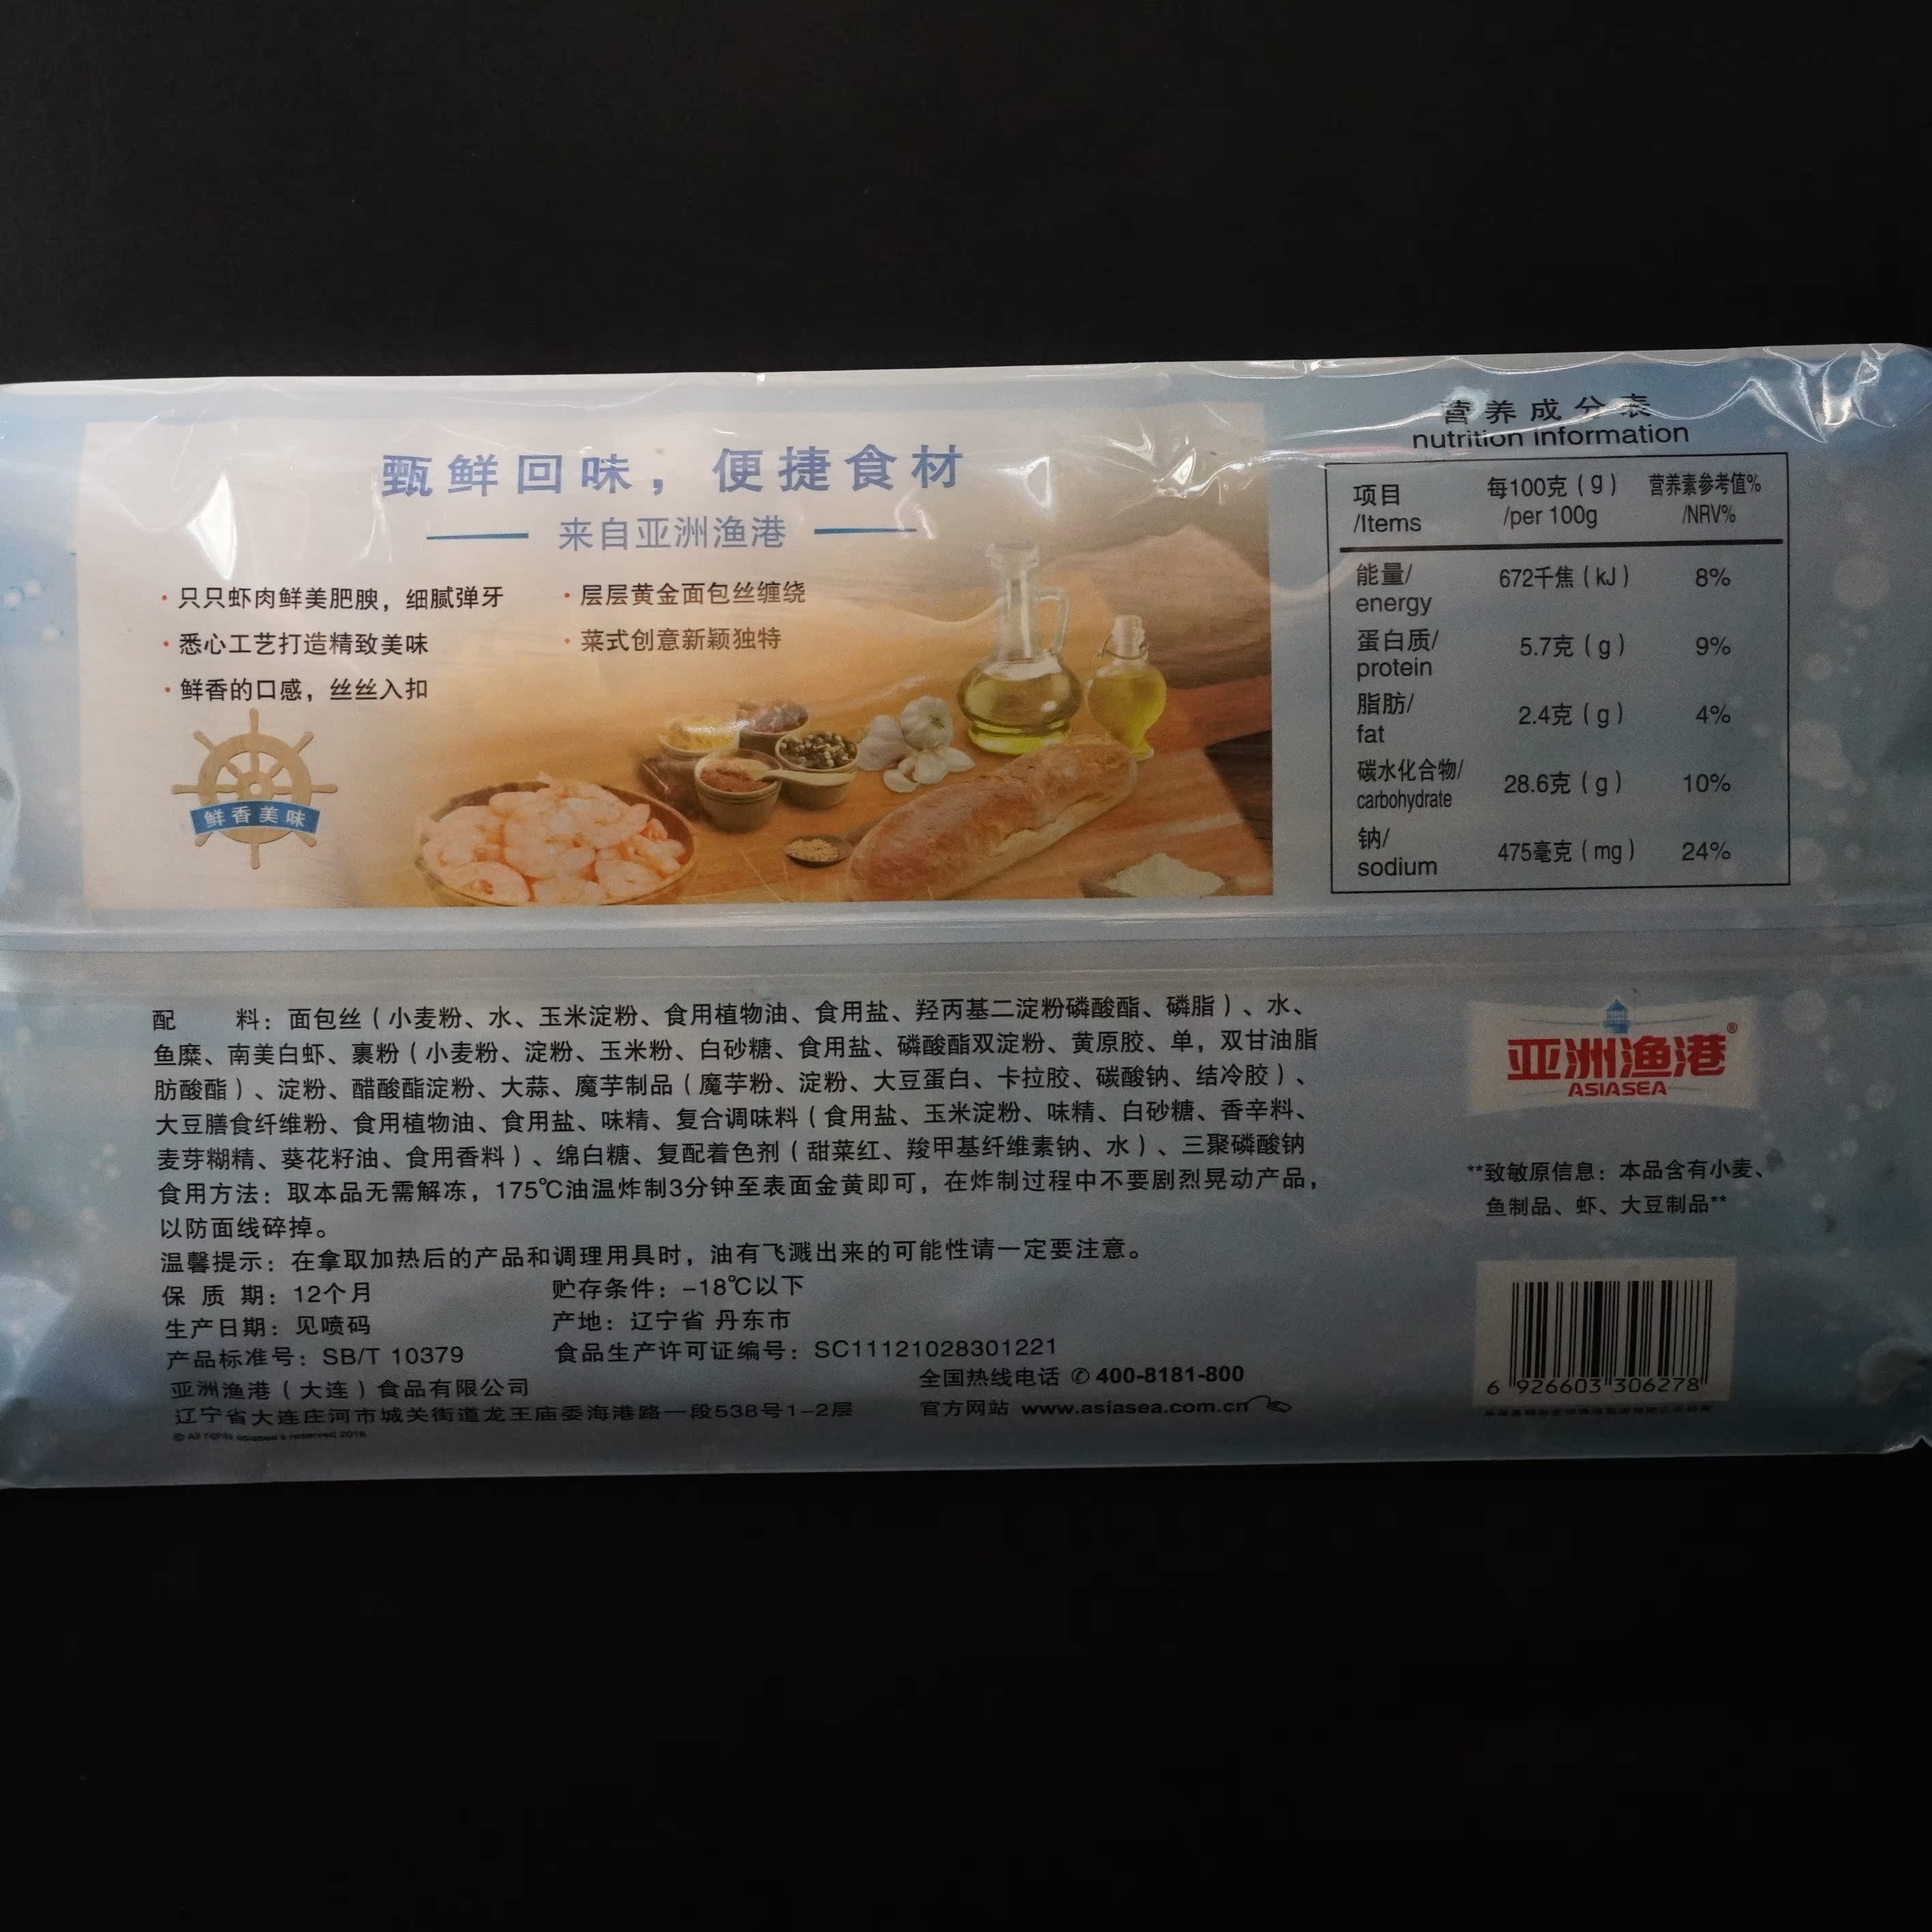 甄鲜回味，便捷食材
来自亚洲渔港
·只只虾肉鲜美肥腴，细腻弹牙
·悉心工艺打造精致美味
·鲜香的口感，丝丝入扣
·层层黄金面包丝缠绕
·菜式创意新颖独特
鲜香美味
营养成分表
nutrition information
项目 每100克（g） 营养素参考值%
/Items /per 100g /NRV%
能量/ 672千焦（kJ） 8%
energy
蛋白质/ 5.7克（g） 9%
protein
脂肪/ 2.4克（g） 4%
fat
碳水化合物/ 28.6克（g） 10%
carbohydrate
钠/ 475毫克（mg） 24%
sodium
配料：面包丝（小麦粉、水、玉米淀粉、食用植物油、食用盐、羟丙基二淀粉磷酸酯、磷脂）、水、
鱼糜、南美白虾、裹粉（小麦粉、淀粉、玉米粉、白砂糖、食用盐、磷酸酯双淀粉、黄原胶、单，双甘油脂
肪酸酯）、淀粉、醋酸酯淀粉、大蒜、魔芋制品（魔芋粉、淀粉、大豆蛋白、卡拉胶、碳酸钠、结冷胶）、
大豆膳食纤维粉、食用植物油、食用盐、味精、复合调味料（食用盐、玉米淀粉、味精、白砂糖、香辛料、
麦芽糊精、葵花籽油、食用香料）、绵白糖、复配着色剂（甜菜红、羧甲基纤维素钠、水）、三聚磷酸钠
食用方法：取本品无需解冻，175℃油温炸制3分钟至表面金黄即可，在炸制过程中不要剧烈晃动产品，
以防面线碎掉。
温馨提示：在拿取加热后的产品和调理用具时，油有飞溅出来的可能性请一定要注意。
保质期：12个月 贮存条件：-18℃以下
生产日期：见喷码 产地：辽宁省 丹东市
产品标准号：SB/T 10379 食品生产许可证编号：SC11121028301221
亚洲渔港（大连）食品有限公司 全国热线电话 ✆ 400-8181-800
辽宁省大连庄河市城关街道龙王庙委海港路一段538号1-2层 官方网站 www.asiasea.com.cn
© All rights asiasea's reserved 2016
亚洲渔港®
ASIASEA
**致敏原信息：本品含有小麦、
鱼制品、虾、大豆制品**
6 926603 306278